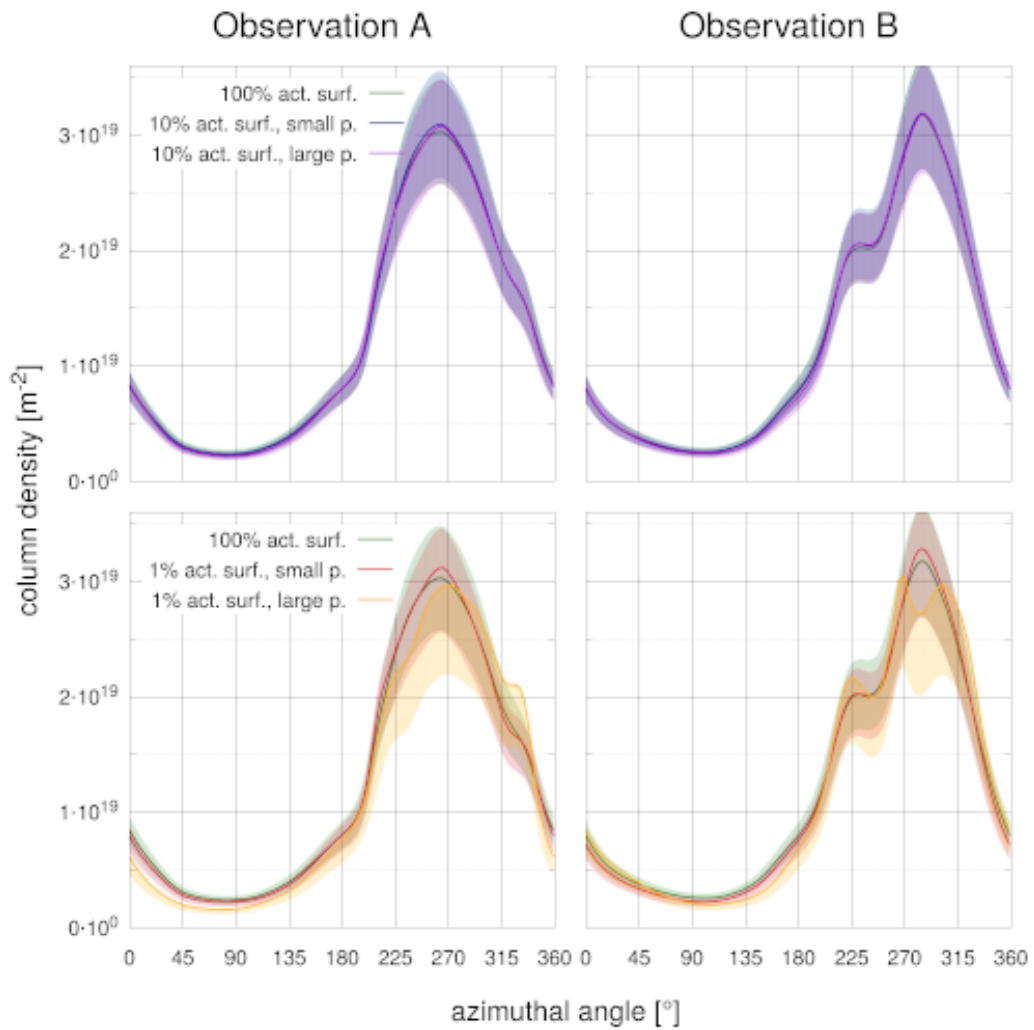 Observation A
Observation B
100% act. surf.
10% act. surf., small p.
10% act. surf., large p.
3·10¹⁹
2·10¹⁹
1·10¹⁹
0·10⁰
column density [m⁻²]
100% act. surf.
1% act. surf., small p.
1% act. surf., large p.
3·10¹⁹
2·10¹⁹
1·10¹⁹
0·10⁰
0 45 90 135 180 225 270 315 360 0 45 90 135 180 225 270 315 360
azimuthal angle [°]